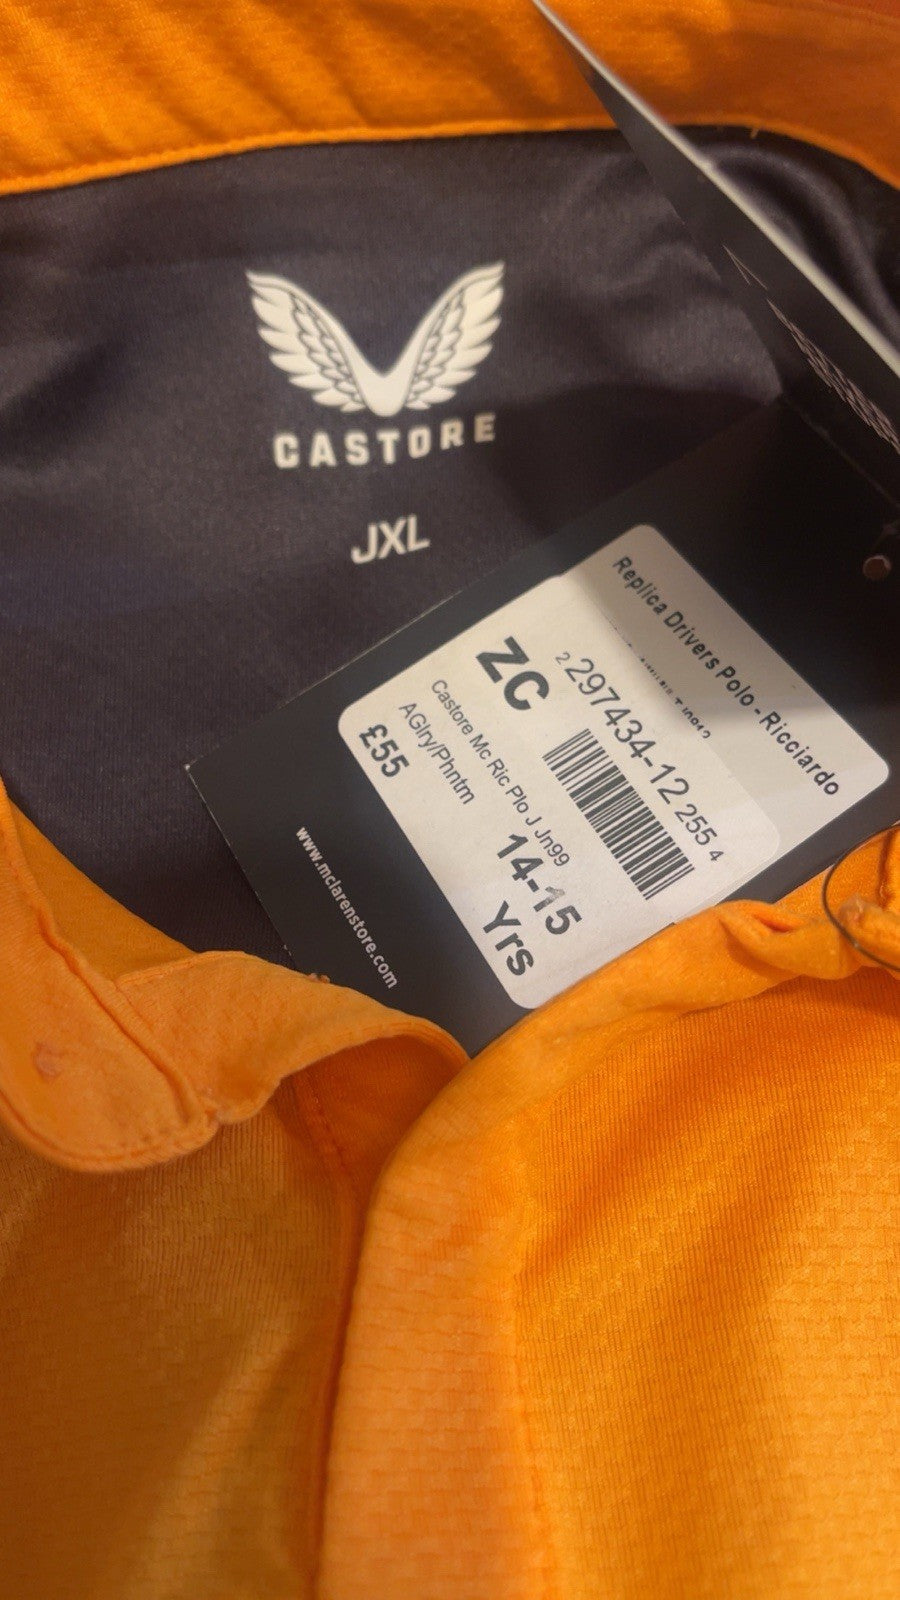 CASTORE
JXL
Replica Drivers Polo - Ricciardo
2 297434-12 255 4
ZC
Castore Mc Ric Plo J Jn99
AGlry/Phntm
£55
14-15
Yrs
www.mclarenstore.com